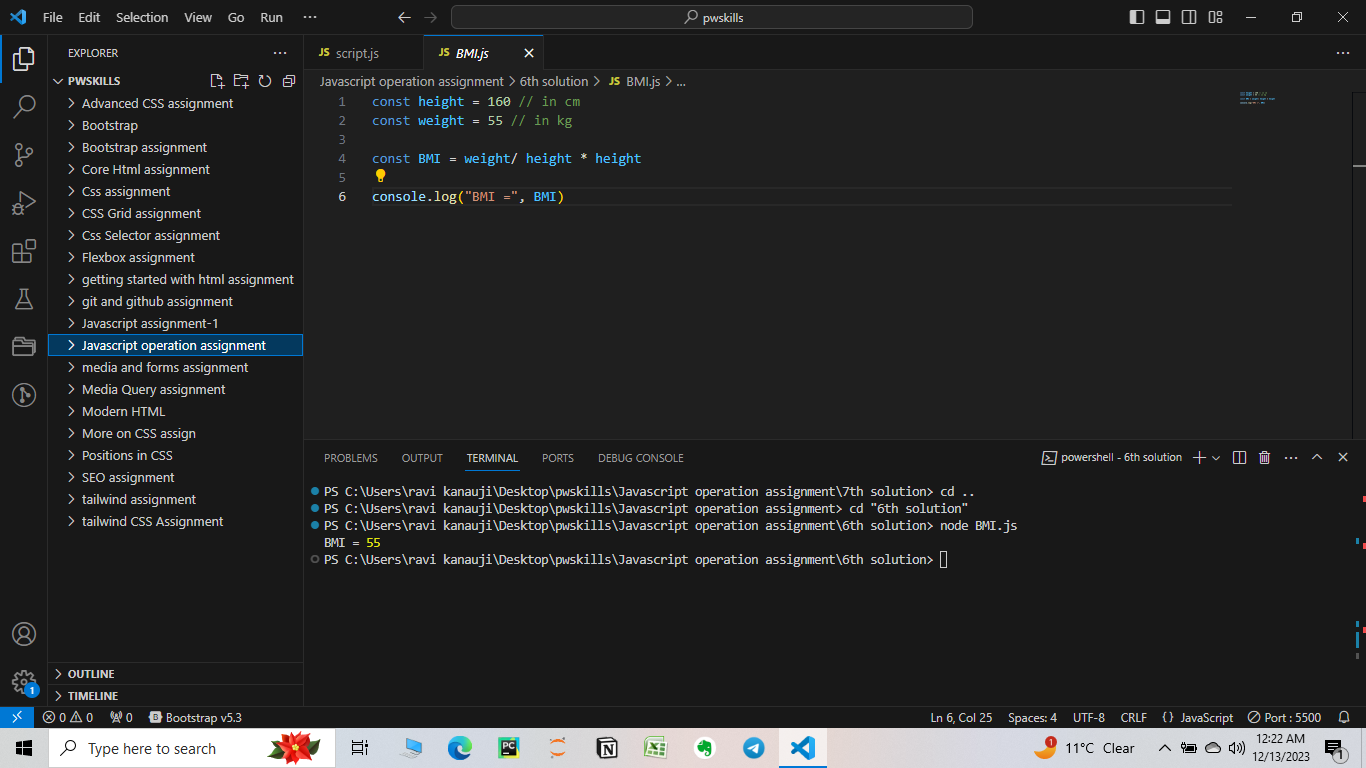 File Edit Selection View Go Run ··· pwskills
EXPLORER ···
PWSKILLS
Advanced CSS assignment
Bootstrap
Bootstrap assignment
Core Html assignment
Css assignment
CSS Grid assignment
Css Selector assignment
Flexbox assignment
getting started with html assignment
git and github assignment
Javascript assignment-1
Javascript operation assignment
media and forms assignment
Media Query assignment
Modern HTML
More on CSS assign
Positions in CSS
SEO assignment
tailwind assignment
tailwind CSS Assignment
OUTLINE
TIMELINE
1
JS script.js JS BMI.js ···
Javascript operation assignment > 6th solution > JS BMI.js > ...
1 const height = 160 // in cm
2 const weight = 55 // in kg
3
4 const BMI = weight/ height * height
5
6 console.log("BMI =", BMI)
PROBLEMS OUTPUT TERMINAL PORTS DEBUG CONSOLE powershell - 6th solution ···
PS C:\Users\ravi kanauji\Desktop\pwskills\Javascript operation assignment\7th solution> cd ..
PS C:\Users\ravi kanauji\Desktop\pwskills\Javascript operation assignment> cd "6th solution"
PS C:\Users\ravi kanauji\Desktop\pwskills\Javascript operation assignment\6th solution> node BMI.js
BMI = 55
PS C:\Users\ravi kanauji\Desktop\pwskills\Javascript operation assignment\6th solution>
0 0 0 B Bootstrap v5.3 Ln 6, Col 25 Spaces: 4 UTF-8 CRLF {} JavaScript Port : 5500
Type here to search PC 1 11°C Clear 12:22 AM
12/13/2023 1